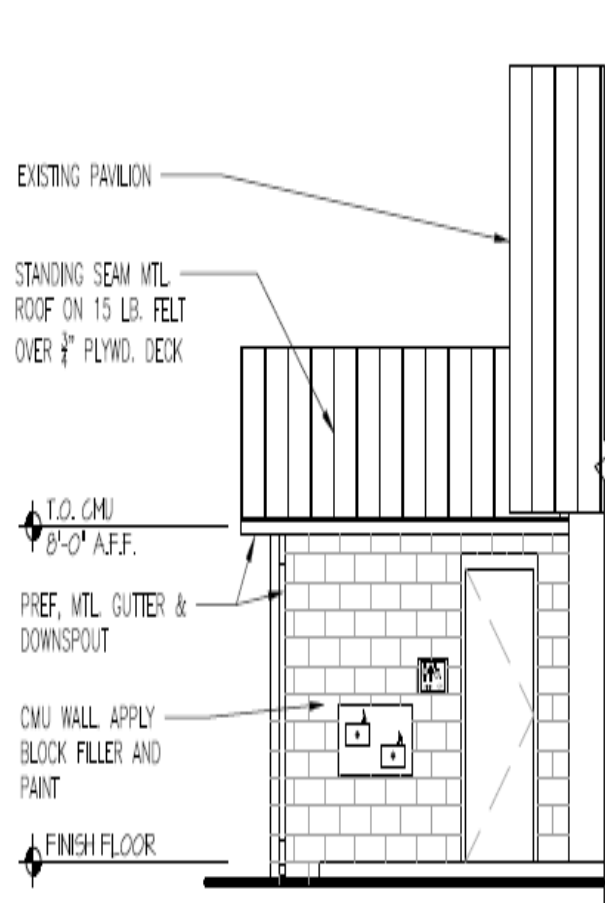 EXISTING PAVILION
STANDING SEAM MTL.
ROOF ON 15 LB. FELT
OVER 3/4" PLYWD. DECK
T.O. CMU
8'-0" A.F.F.
PREF, MTL. GUTTER &
DOWNSPOUT
CMU WALL. APPLY
BLOCK FILLER AND
PAINT
FINISH FLOOR